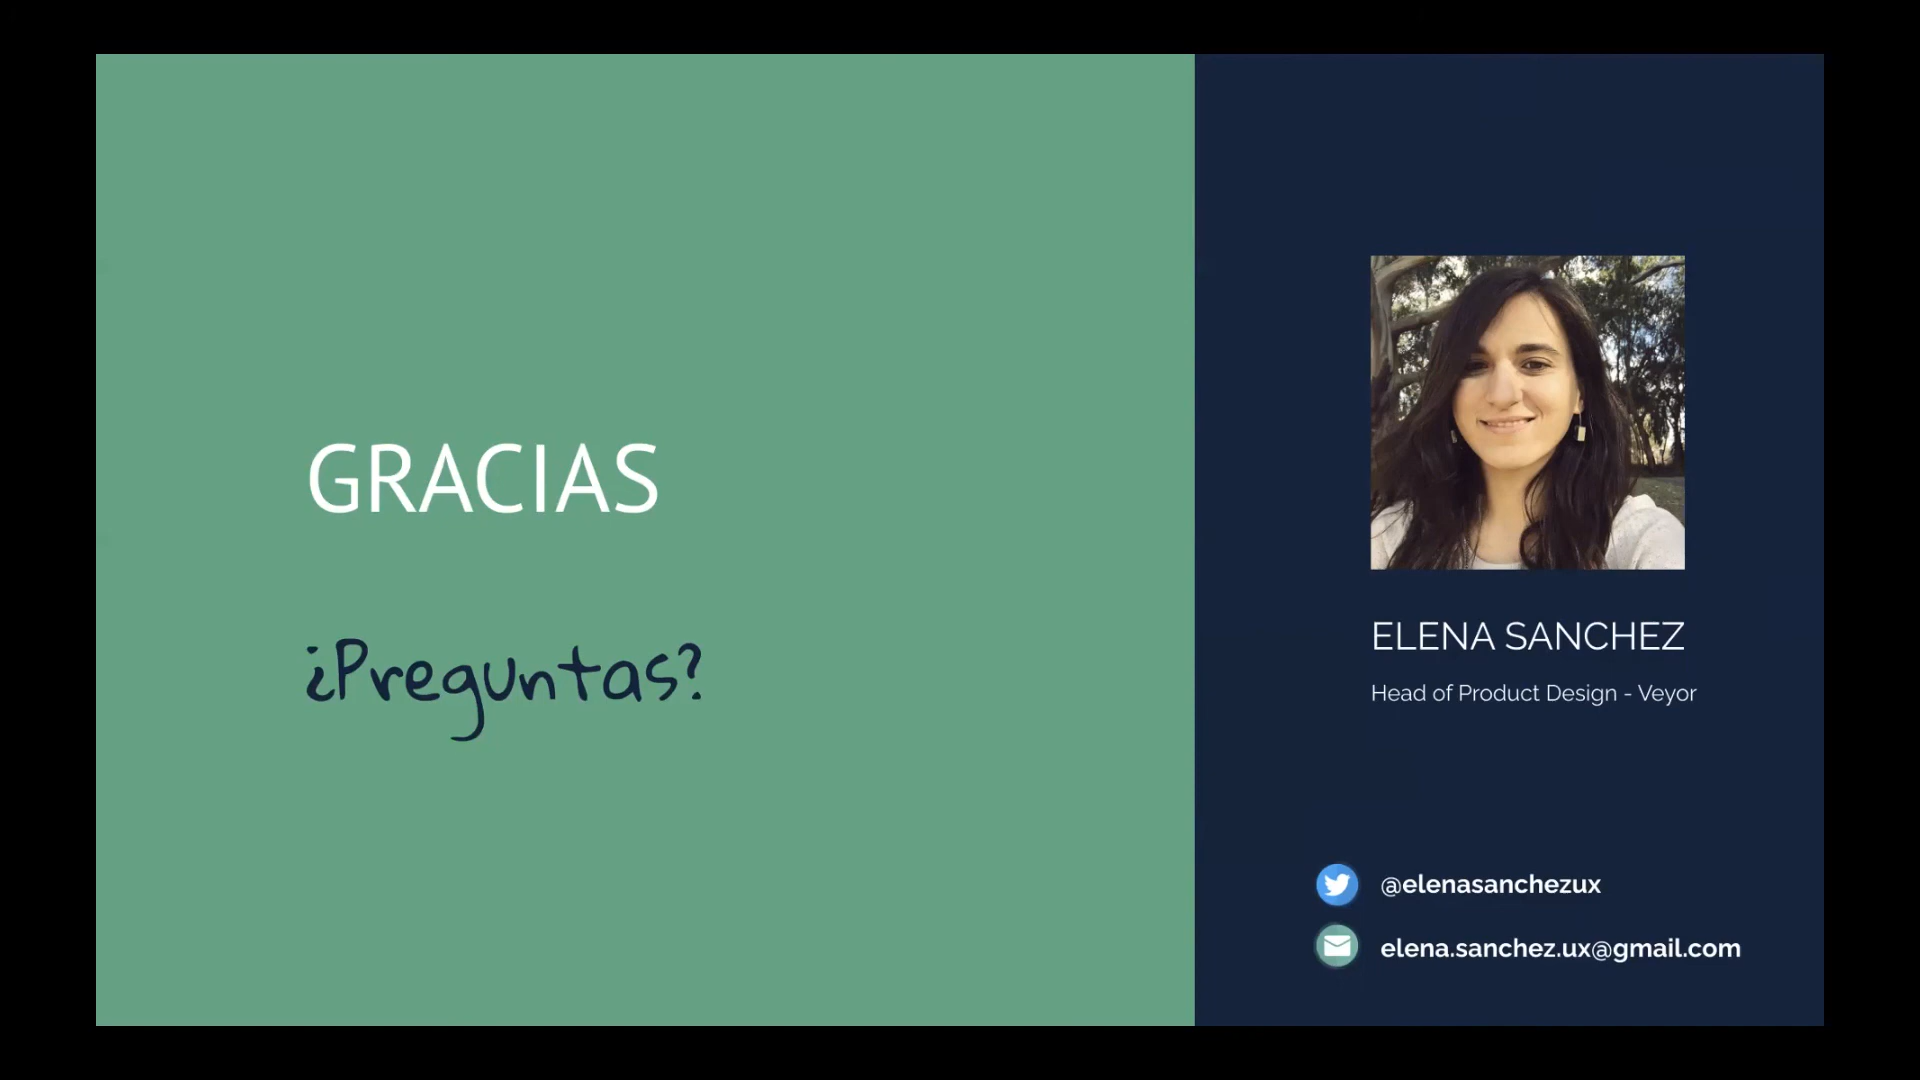 GRACIAS
¿Preguntas?
ELENA SANCHEZ
Head of Product Design - Veyor
@elenasanchezux
elena.sanchez.ux@gmail.com